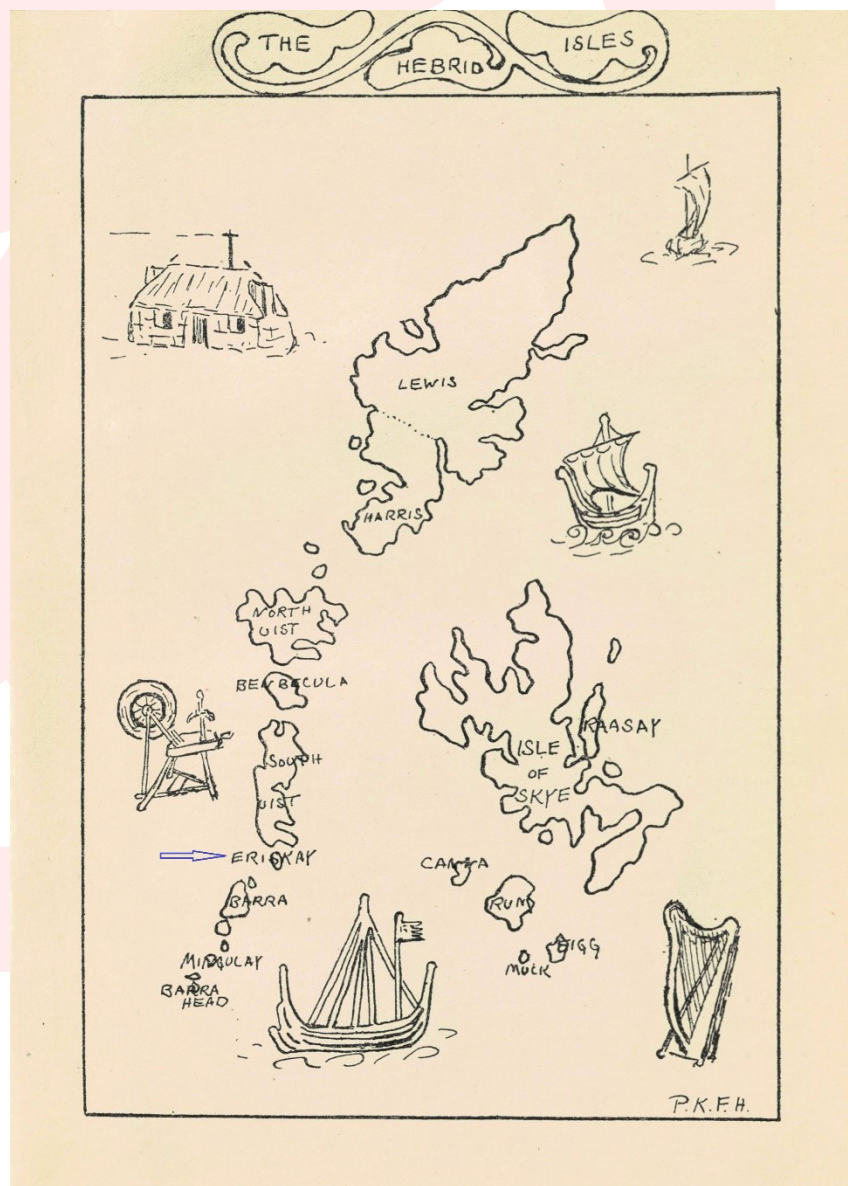 THE HEBRID ISLES
LEWIS
HARRIS
NORTH
UIST
BENBECULA
SOUTH
UIST
ERISKAY
BARRA
MINGULAY
BARRA
HEAD
RAASAY
ISLE
OF
SKYE
CANNA
RUM
EIGG
MUCK
P.K.F.H.